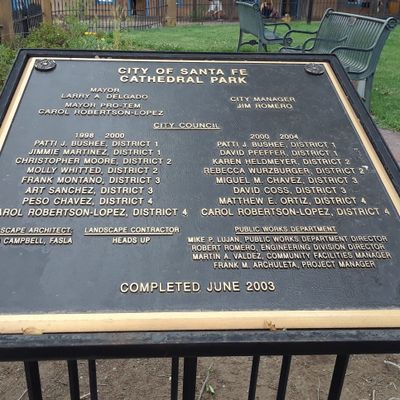 CITY OF SANTA FE
CATHEDRAL PARK
MAYOR
LARRY A. DELGADO
MAYOR PRO-TEM
CAROL ROBERTSON-LOPEZ
CITY MANAGER
JIM ROMERO
CITY COUNCIL
1998 2000
PATTI J. BUSHEE, DISTRICT 1
JIMMIE MARTINEZ, DISTRICT 1
CHRISTOPHER MOORE, DISTRICT 2
MOLLY WHITTED, DISTRICT 2
FRANK MONTANO, DISTRICT 3
ART SANCHEZ, DISTRICT 3
PESO CHAVEZ, DISTRICT 4
AROL ROBERTSON-LOPEZ, DISTRICT 4
2000 2004
PATTI J. BUSHEE, DISTRICT 1
DAVID PFEFFER, DISTRICT 1
KAREN HELDMEYER, DISTRICT 2
REBECCA WURZBURGER, DISTRICT 2
MIGUEL M. CHAVEZ, DISTRICT 3
DAVID COSS, DISTRICT 3
MATTHEW E. ORTIZ, DISTRICT 4
CAROL ROBERTSON-LOPEZ, DISTRICT 4
SCAPE ARCHITECT:
CAMPBELL, FASLA
LANDSCAPE CONTRACTOR
HEADS UP
PUBLIC WORKS DEPARTMENT
MIKE P. LUJAN, PUBLIC WORKS DEPARTMENT DIRECTOR
ROBERT ROMERO, ENGINEERING DIVISION DIRECTOR
MARTIN A. VALDEZ, COMMUNITY FACILITIES MANAGER
FRANK M. ARCHULETA, PROJECT MANAGER
COMPLETED JUNE 2003